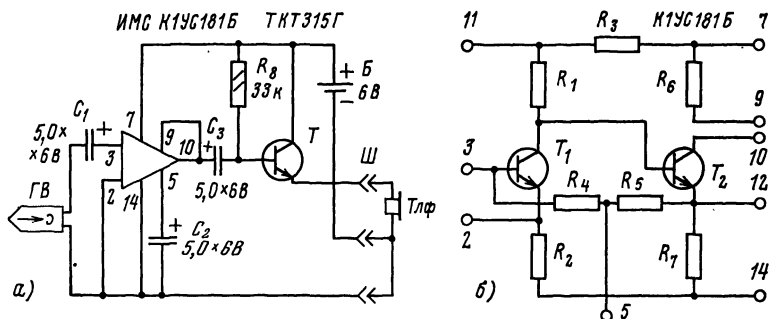 ИМС К1УС181Б ТКТ315Г
C1
5,0×
×6В
7
3
2
14
9
10
5
R8
33к
C3
5,0×6В
C2
5,0×6В
Т
+ Б
- 6В
Ш
Тлф
ГВ
а)
К1УС181Б
11
R3
7
R1
R6
9
10
3
T1
T2
12
R4
R5
2
R2
R7
14
5
б)